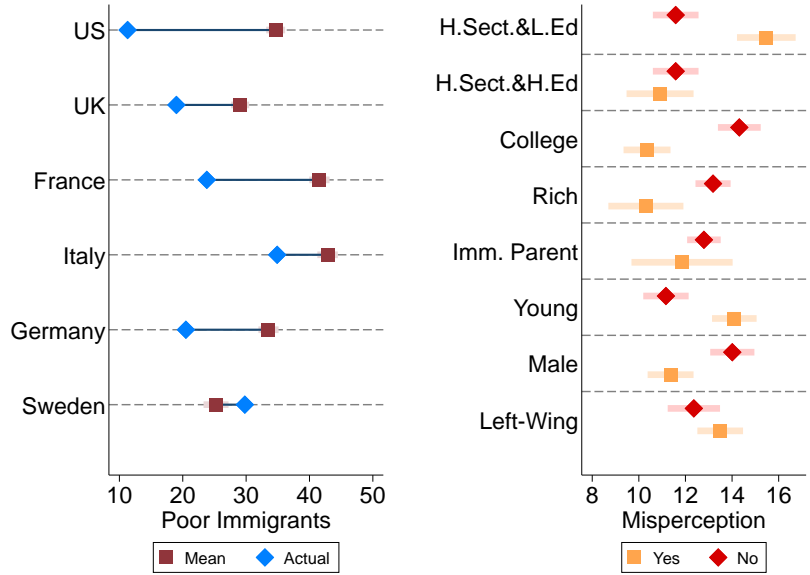 US
UK
France
Italy
Germany
Sweden
10 20 30 40 50
Poor Immigrants
Mean Actual
H.Sect.&L.Ed
H.Sect.&H.Ed
College
Rich
Imm. Parent
Young
Male
Left-Wing
8 10 12 14 16
Misperception
Yes No